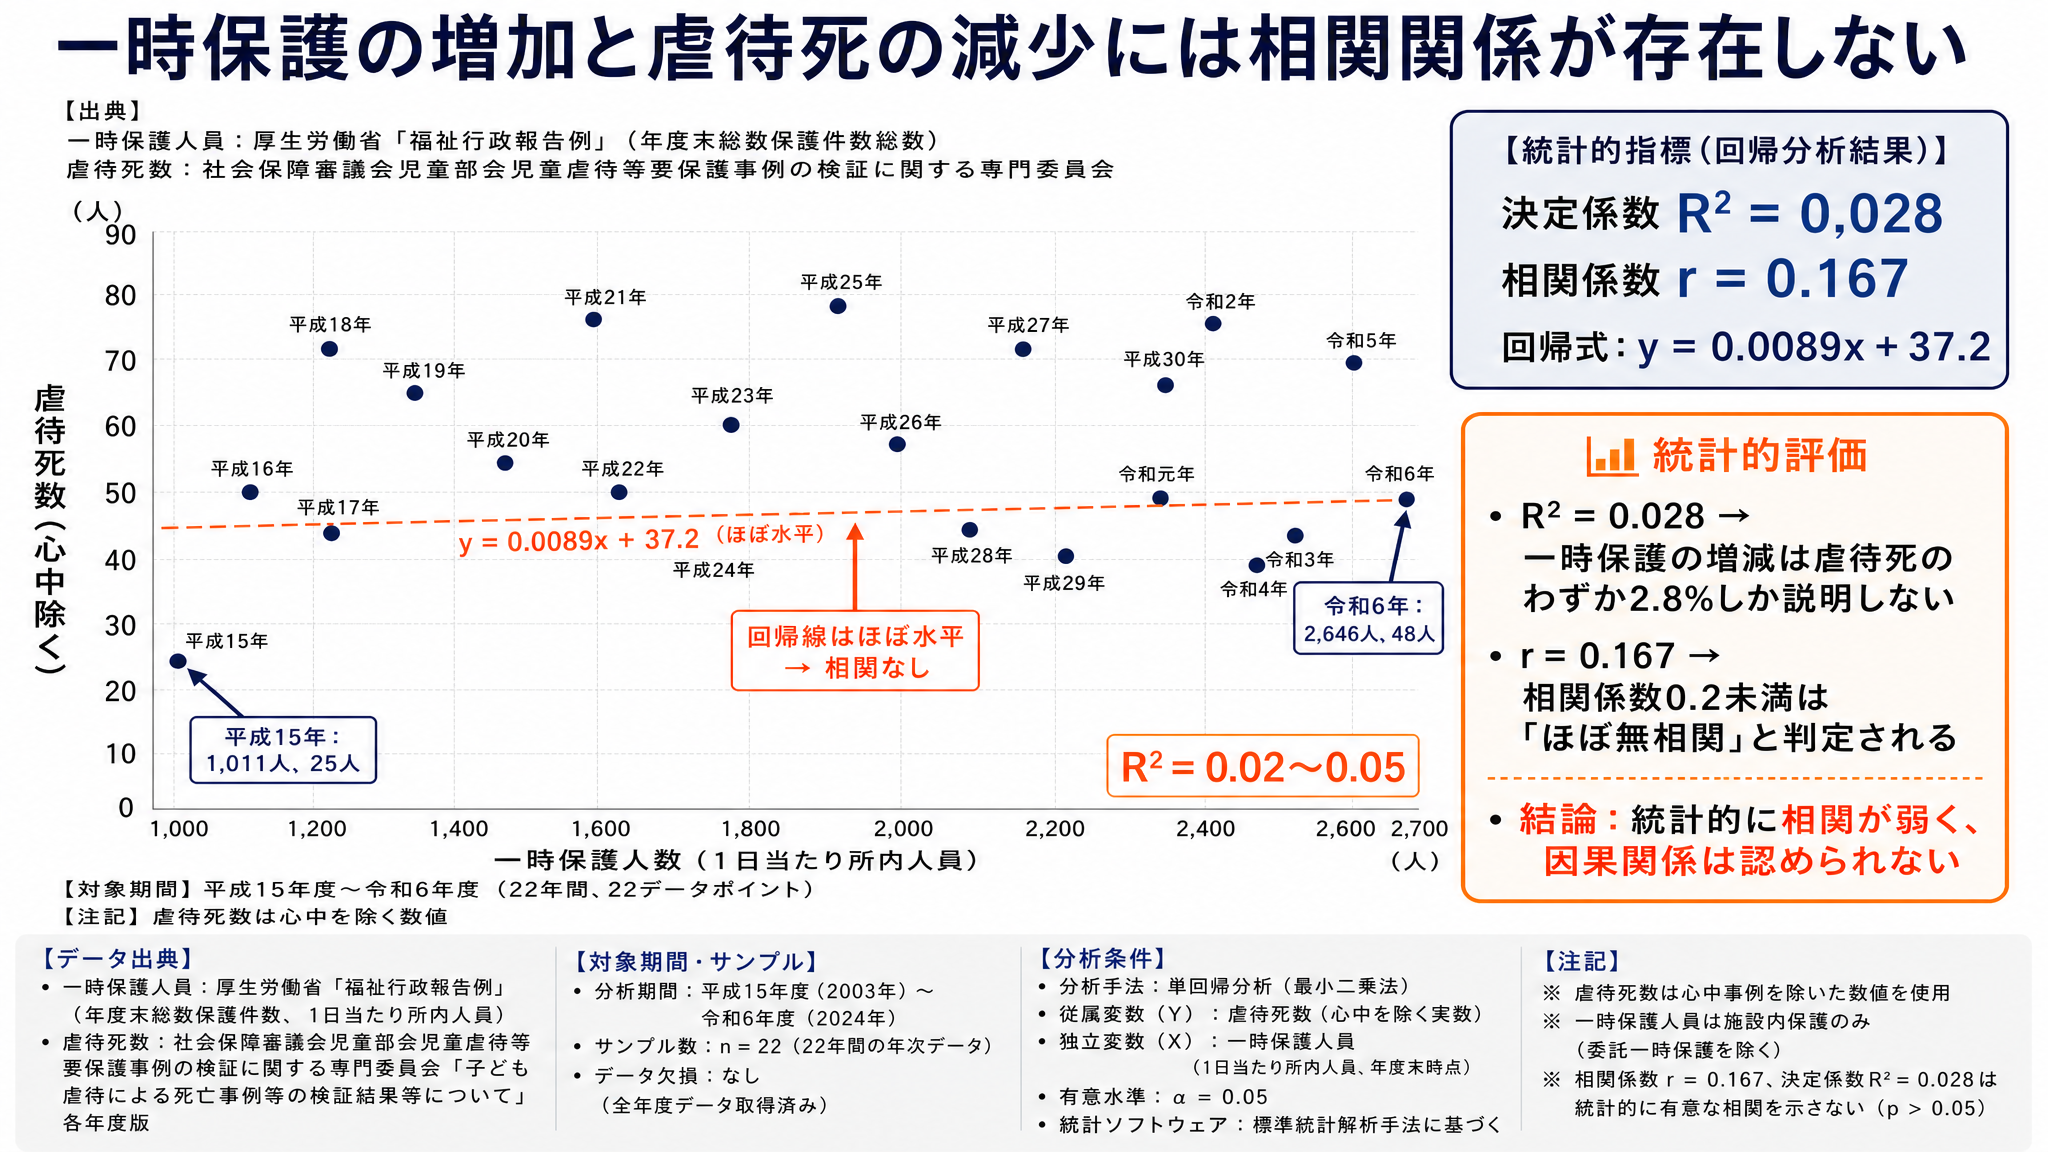 一時保護の増加と虐待死の減少には相関関係が存在しない
【出典】
一時保護人員：厚生労働省「福祉行政報告例」（年度末総数保護件数総数）
虐待死数：社会保障審議会児童部会児童虐待等要保護事例の検証に関する専門委員会
（人）
90
80
70
60
50
40
30
20
10
0
虐待死数（心中除く）
平成25年
平成21年
令和2年
平成18年
平成27年
令和5年
平成30年
平成19年
平成23年
平成26年
平成20年
平成16年
平成22年
令和元年
令和6年
平成17年
y = 0.0089x + 37.2（ほぼ水平）
平成24年
平成28年
平成29年
令和3年
令和4年
平成15年
回帰線はほぼ水平
→ 相関なし
令和6年：
2,646人、48人
平成15年：
1,011人、25人
R² = 0.02～0.05
1,000 1,200 1,400 1,600 1,800 2,000 2,200 2,400 2,600 2,700
一時保護人数（1日当たり所内人員）
（人）
【対象期間】平成15年度～令和6年度（22年間、22データポイント）
【注記】虐待死数は心中を除く数値
【統計的指標（回帰分析結果）】
決定係数 R² = 0,028
相関係数 r = 0.167
回帰式：y = 0.0089x + 37.2
統計的評価
• R² = 0.028 →
一時保護の増減は虐待死の
わずか2.8%しか説明しない
• r = 0.167 →
相関係数0.2未満は
「ほぼ無相関」と判定される
• 結論：統計的に相関が弱く、
因果関係は認められない
【データ出典】
• 一時保護人員：厚生労働省「福祉行政報告例」
（年度末総数保護件数、1日当たり所内人員）
• 虐待死数：社会保障審議会児童部会児童虐待等
要保護事例の検証に関する専門委員会「子ども
虐待による死亡事例等の検証結果等について」
各年度版
【対象期間・サンプル】
• 分析期間：平成15年度（2003年）～
令和6年度（2024年）
• サンプル数：n = 22（22年間の年次データ）
• データ欠損：なし
（全年度データ取得済み）
【分析条件】
• 分析手法：単回帰分析（最小二乗法）
• 従属変数（Y）：虐待死数（心中を除く実数）
• 独立変数（X）：一時保護人員
（1日当たり所内人員、年度末時点）
• 有意水準：α = 0.05
• 統計ソフトウェア：標準統計解析手法に基づく
【注記】
※ 虐待死数は心中事例を除いた数値を使用
※ 一時保護人員は施設内保護のみ
（委託一時保護を除く）
※ 相関係数 r = 0.167、決定係数 R² = 0.028は
統計的に有意な相関を示さない（p > 0.05）